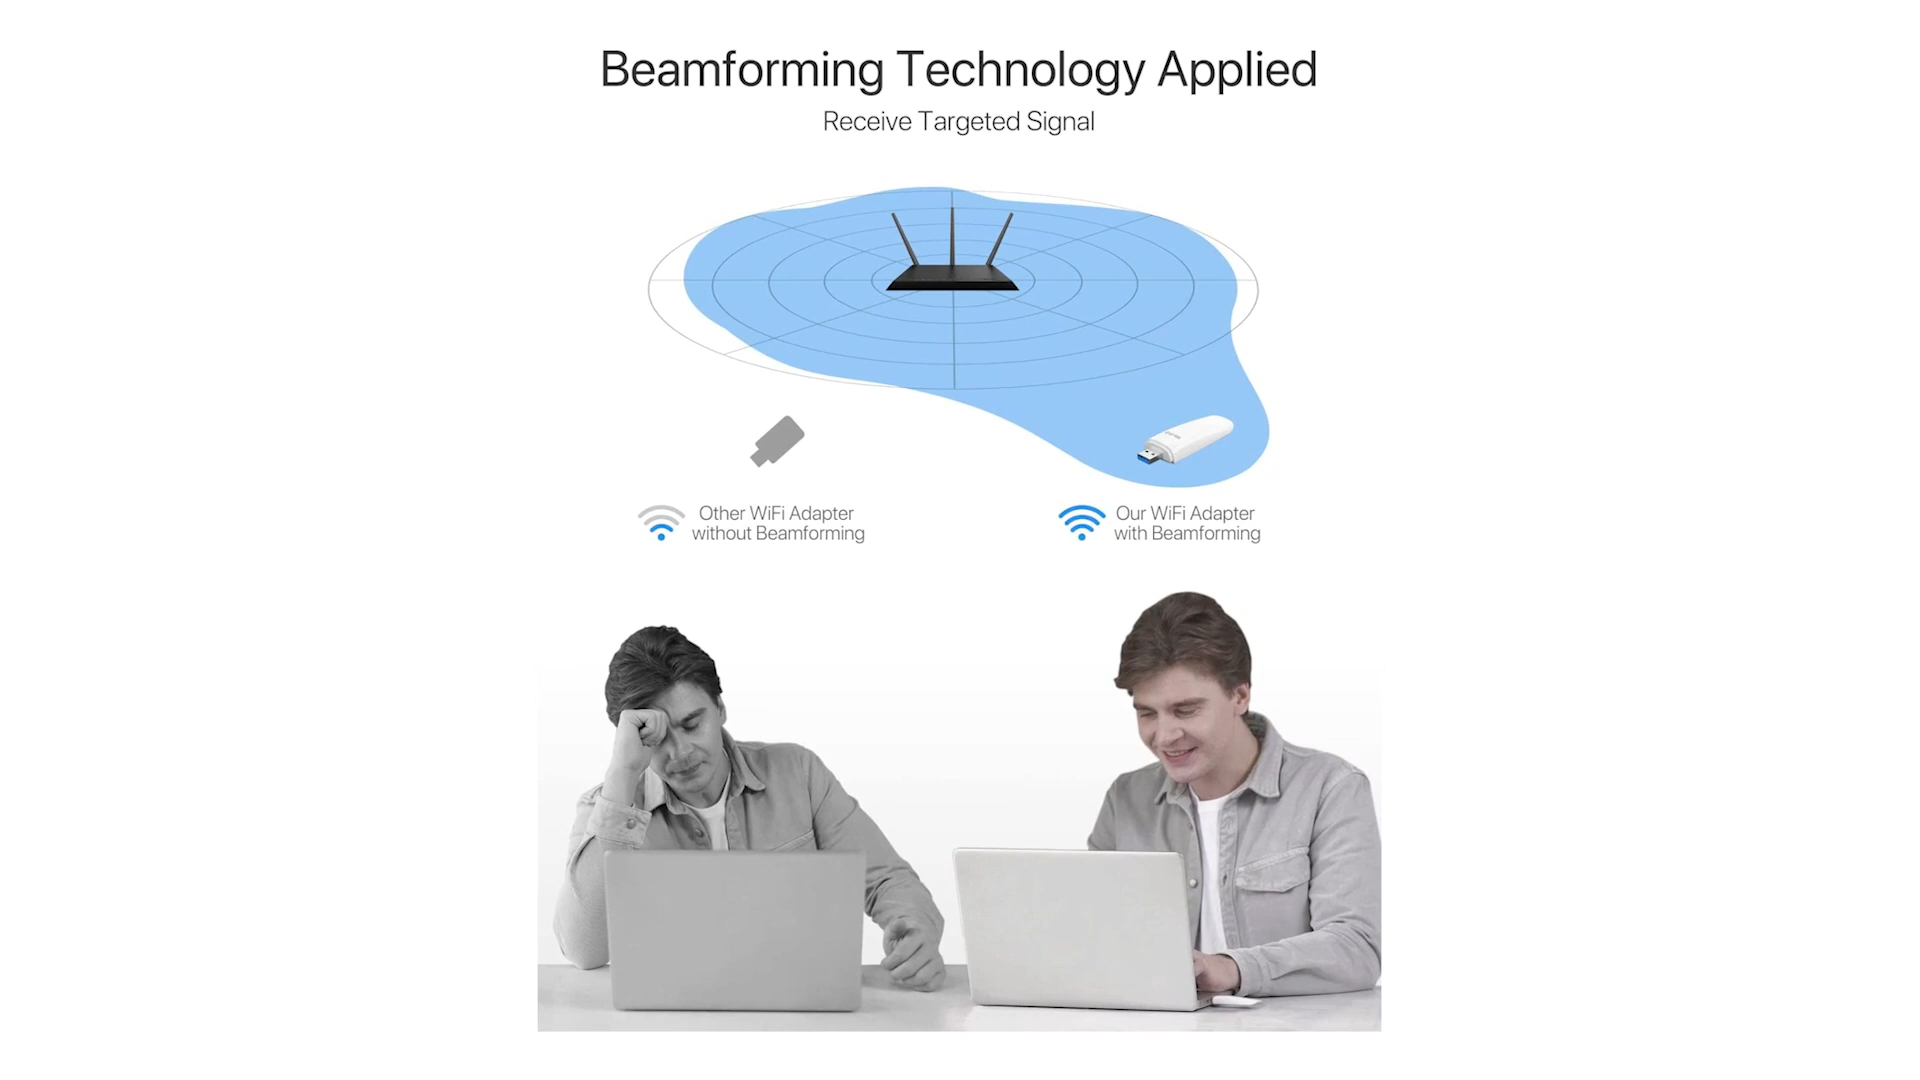 Beamforming Technology Applied
Receive Targeted Signal
Other WiFi Adapter
without Beamforming
Our WiFi Adapter
with Beamforming